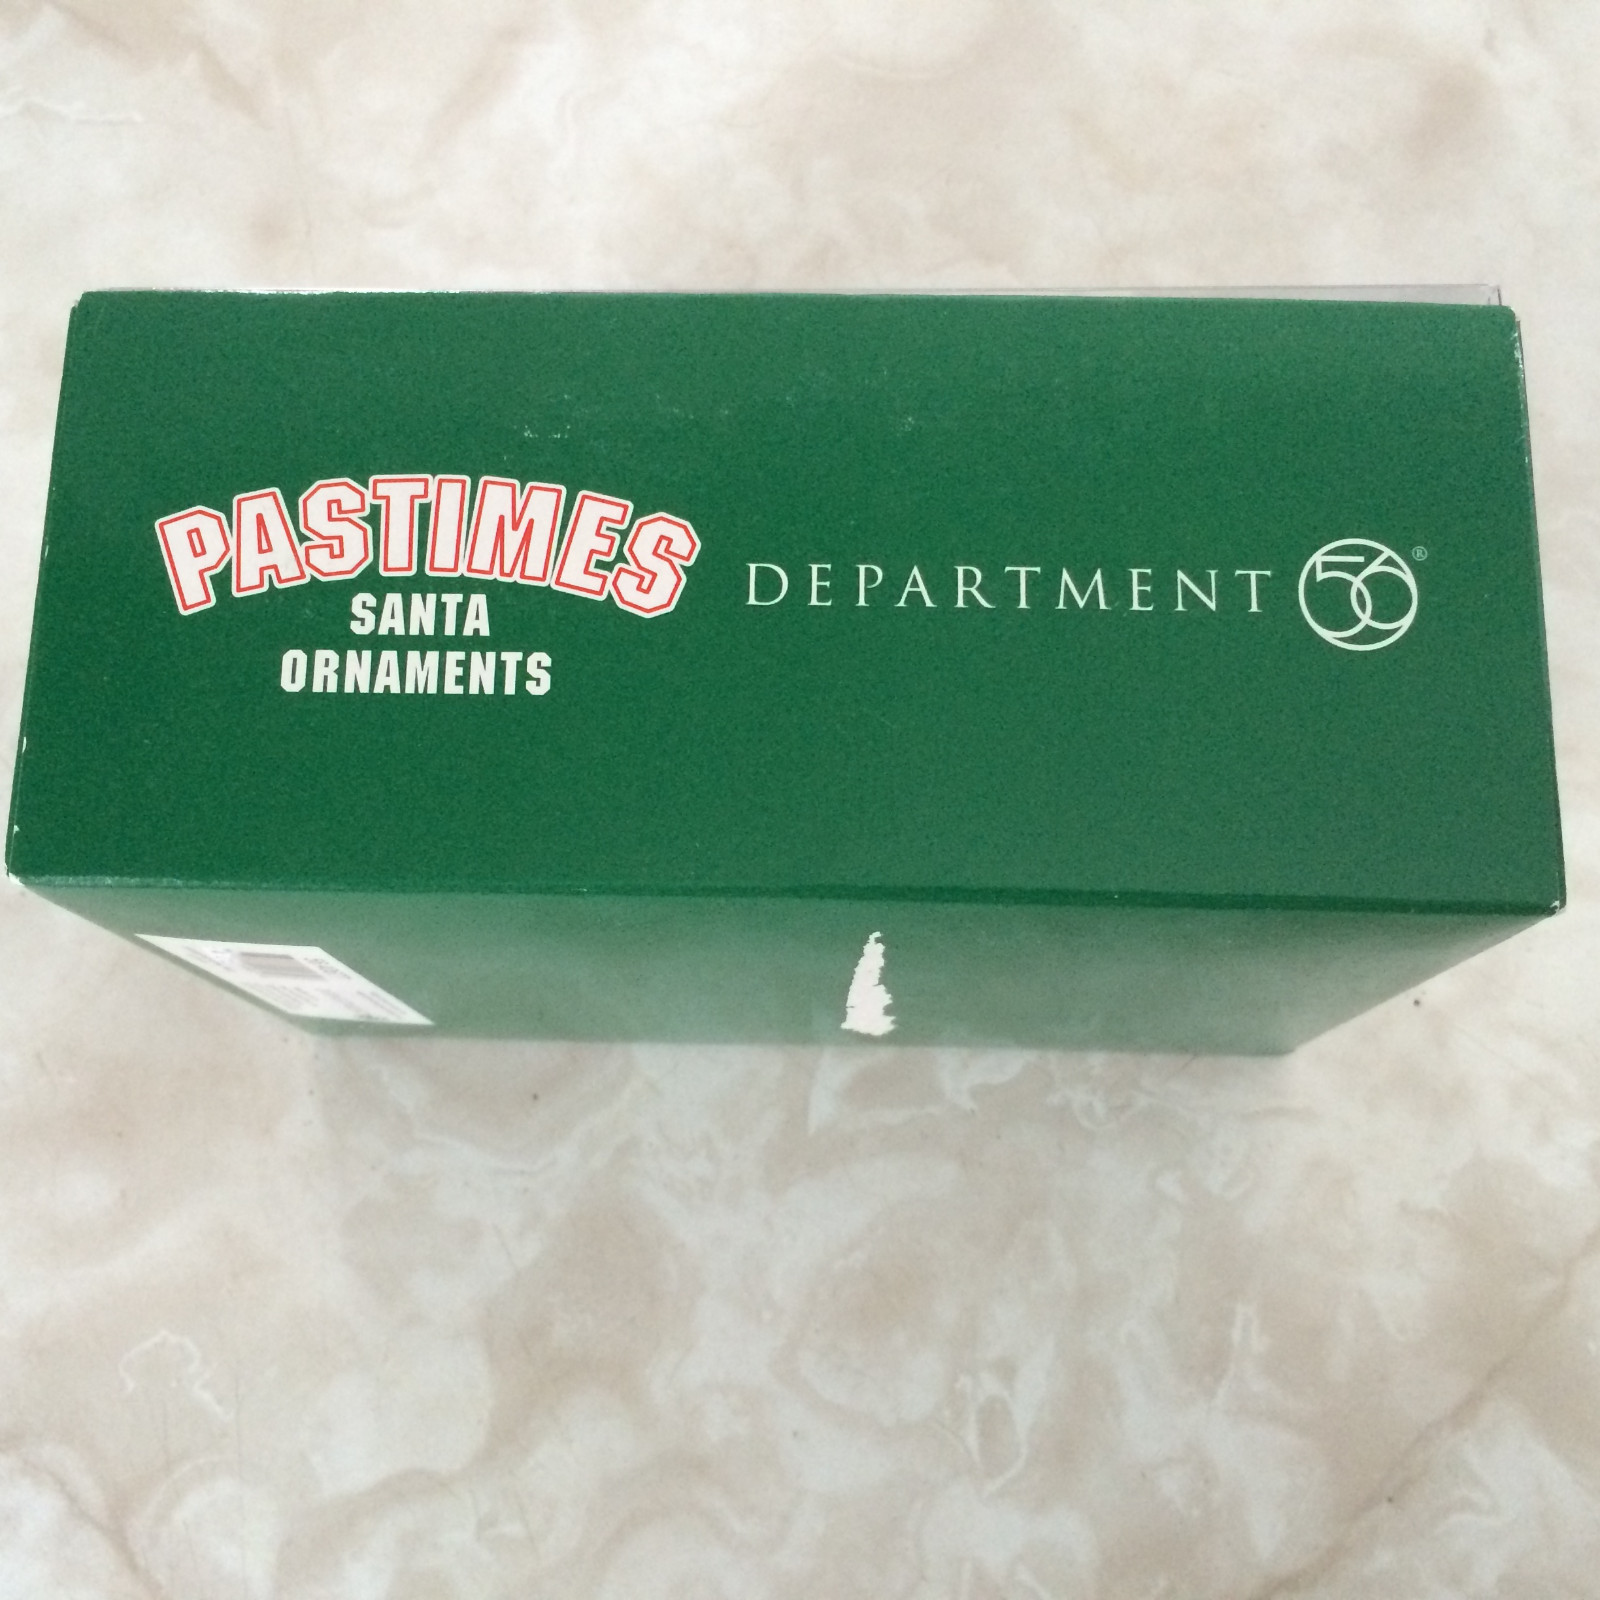 PASTIMES
SANTA
ORNAMENTS
DEPARTMENT 56®